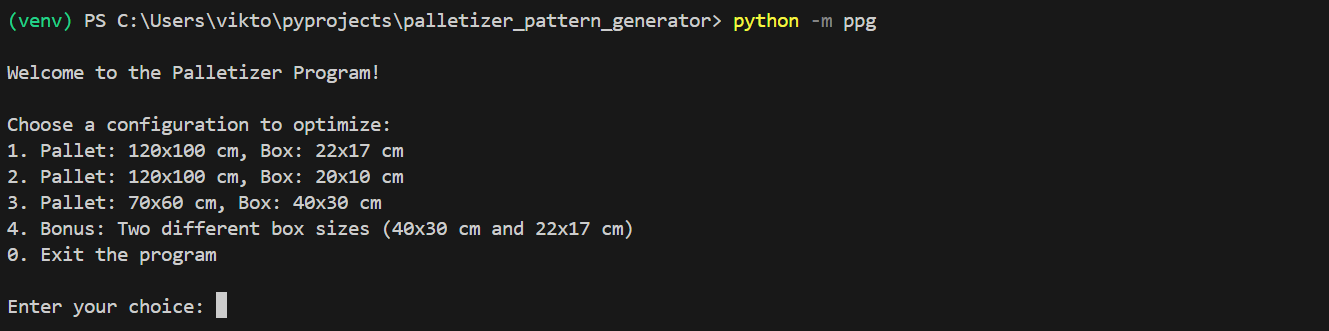 (venv) PS C:\Users\vikto\pyprojects\palletizer_pattern_generator> python -m ppg
Welcome to the Palletizer Program!
Choose a configuration to optimize:
1. Pallet: 120x100 cm, Box: 22x17 cm
2. Pallet: 120x100 cm, Box: 20x10 cm
3. Pallet: 70x60 cm, Box: 40x30 cm
4. Bonus: Two different box sizes (40x30 cm and 22x17 cm)
0. Exit the program
Enter your choice: